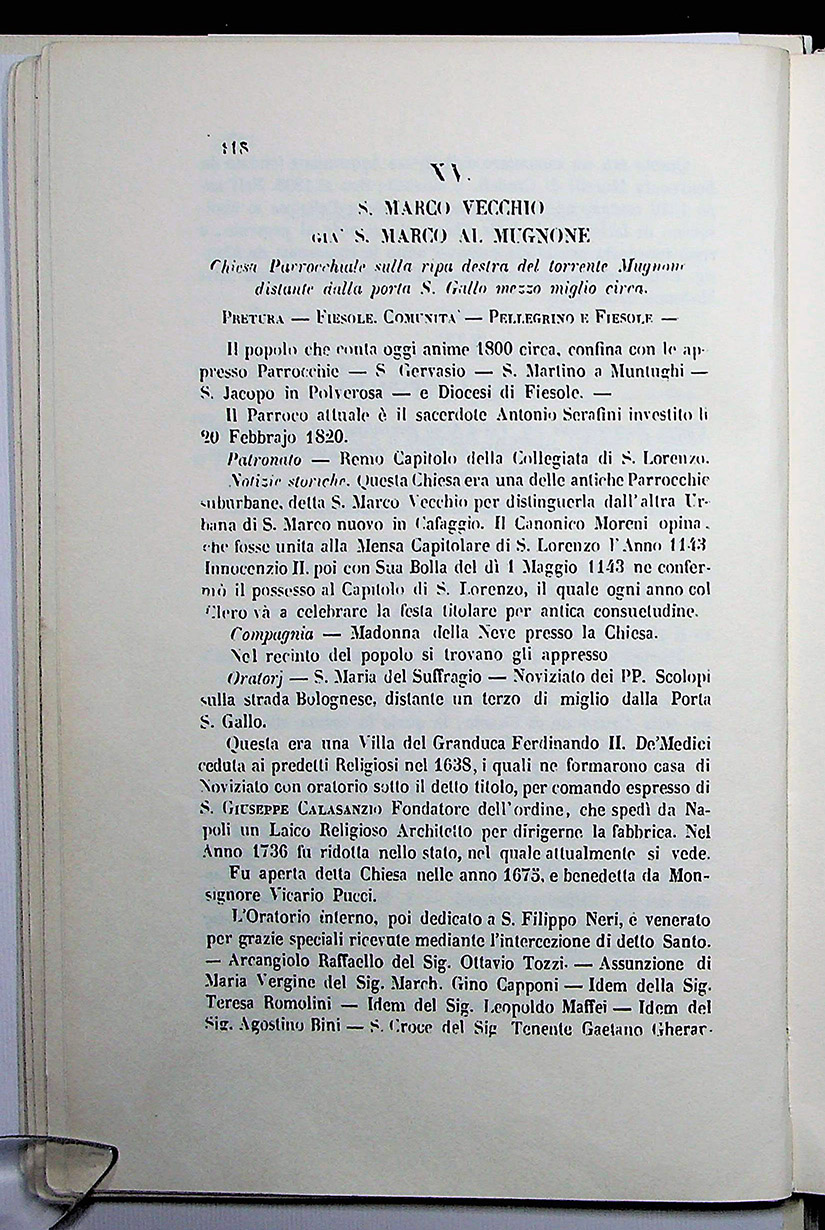 118
XV.
S. MARCO VECCHIO
GIA' S. MARCO AL MUGNONE
Chiesa Parrocchiale sulla ripa destra del torrente Mugnone
distante dalla porta S. Gallo mezzo miglio circa.
PRETURA — FIESOLE. COMUNITA' — PELLEGRINO E FIESOLE —
Il popolo che conta oggi anime 1800 circa, confina con le ap-
presso Parrocchie — S Gervasio — S. Martino a Muntughi —
S. Jacopo in Polverosa — e Diocesi di Fiesole. —
Il Parroco attuale è il sacerdote Antonio Serafini investito li
20 Febbrajo 1820.
Patronato — Remo Capitolo della Collegiata di S. Lorenzo.
Notizie storiche. Questa Chiesa era una delle antiche Parrocchie
suburbane, detta S. Marco Vecchio per distinguerla dall'altra Ur-
bana di S. Marco nuovo in Cafaggio. Il Canonico Moreni opina,
che fosse unita alla Mensa Capitolare di S. Lorenzo l'Anno 1143
Innocenzio II. poi con Sua Bolla del dì 1 Maggio 1143 ne confer-
mò il possesso al Capitolo di S. Lorenzo, il quale ogni anno col
Clero và a celebrare la festa titolare per antica consuetudine.
Compagnia — Madonna della Neve presso la Chiesa.
Nel recinto del popolo si trovano gli appresso
Oratorj — S. Maria del Suffragio — Noviziato dei PP. Scolopi
sulla strada Bolognese, distante un terzo di miglio dalla Porta
S. Gallo.
Questa era una Villa del Granduca Ferdinando II. De'Medici
ceduta ai predetti Religiosi nel 1638, i quali ne formarono casa di
Noviziato con oratorio sotto il detto titolo, per comando espresso di
S. GIUSEPPE CALASANZIO Fondatore dell'ordine, che spedì da Na-
poli un Laico Religioso Architetto per dirigerne la fabbrica. Nel
Anno 1736 fu ridotta nello stato, nel quale attualmente si vede.
Fu aperta detta Chiesa nelle anno 1675, e benedetta da Mon-
signore Vicario Pucci.
L'Oratorio interno, poi dedicato a S. Filippo Neri, è venerato
per grazie speciali ricevute mediante l'intercezione di detto Santo.
— Arcangiolo Raffaello del Sig. Ottavio Tozzi. — Assunzione di
Maria Vergine del Sig. March. Gino Capponi — Idem della Sig.
Teresa Romolini — Idem del Sig. Leopoldo Maffei — Idem del
Sig. Agostino Bini — S. Croce del Sig Tenente Gaetano Gherar-